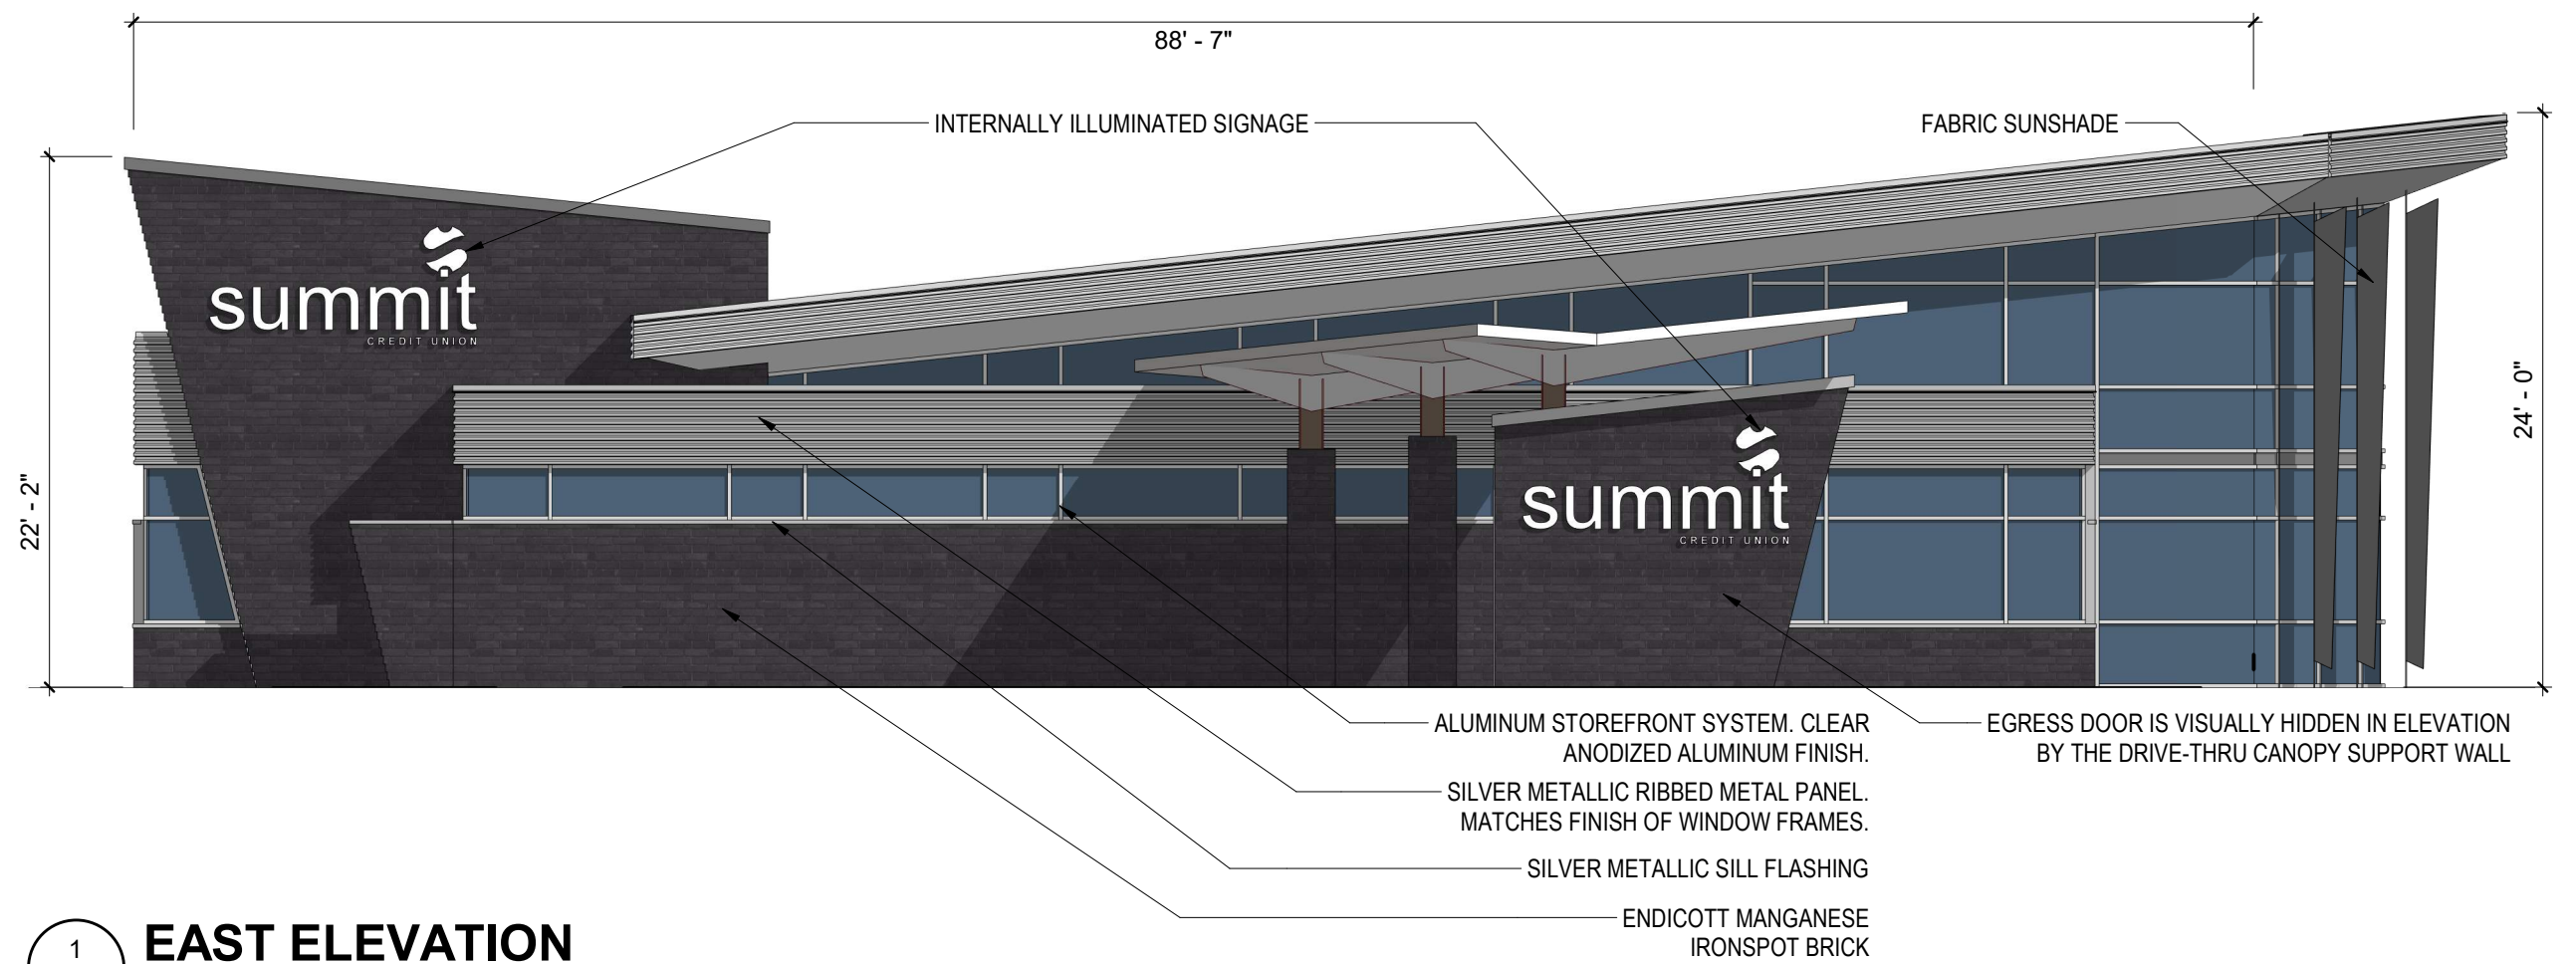 88' - 7"
INTERNALLY ILLUMINATED SIGNAGE
FABRIC SUNSHADE
summit
CREDIT UNION
22' - 2"
24' - 0"
summit
CREDIT UNION
ALUMINUM STOREFRONT SYSTEM. CLEAR
ANODIZED ALUMINUM FINISH.
EGRESS DOOR IS VISUALLY HIDDEN IN ELEVATION
BY THE DRIVE-THRU CANOPY SUPPORT WALL
SILVER METALLIC RIBBED METAL PANEL.
MATCHES FINISH OF WINDOW FRAMES.
SILVER METALLIC SILL FLASHING
ENDICOTT MANGANESE
IRONSPOT BRICK
1
EAST ELEVATION